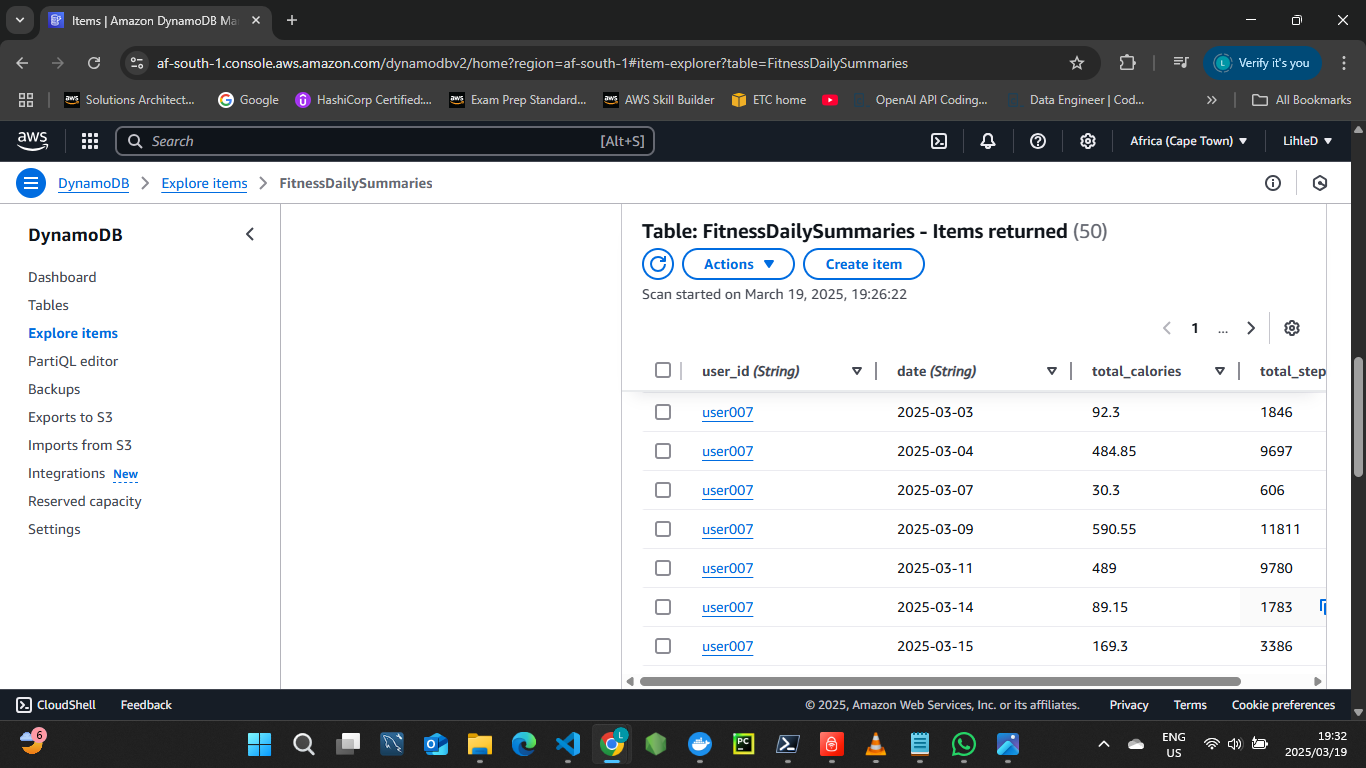 Items | Amazon DynamoDB Ma
af-south-1.console.aws.amazon.com/dynamodbv2/home?region=af-south-1#item-explorer?table=FitnessDailySummaries
L
Verify it's you
aws Solutions Architect...
Google
HashiCorp Certified:...
aws Exam Prep Standard...
aws AWS Skill Builder
ETC home
OpenAI API Coding...
Data Engineer | Cod...
All Bookmarks
aws
Search
[Alt+S]
Africa (Cape Town)
LihleD
DynamoDB
Explore items
FitnessDailySummaries
DynamoDB
Dashboard
Tables
Explore items
PartiQL editor
Backups
Exports to S3
Imports from S3
Integrations New
Reserved capacity
Settings
Table: FitnessDailySummaries - Items returned (50)
Actions
Create item
Scan started on March 19, 2025, 19:26:22
1 ...
user_id (String) date (String) total_calories total_step
user007 2025-03-03 92.3 1846
user007 2025-03-04 484.85 9697
user007 2025-03-07 30.3 606
user007 2025-03-09 590.55 11811
user007 2025-03-11 489 9780
user007 2025-03-14 89.15 1783
user007 2025-03-15 169.3 3386
CloudShell
Feedback
© 2025, Amazon Web Services, Inc. or its affiliates.
Privacy
Terms
Cookie preferences
6
L
PC
ENG
US
19:32
2025/03/19